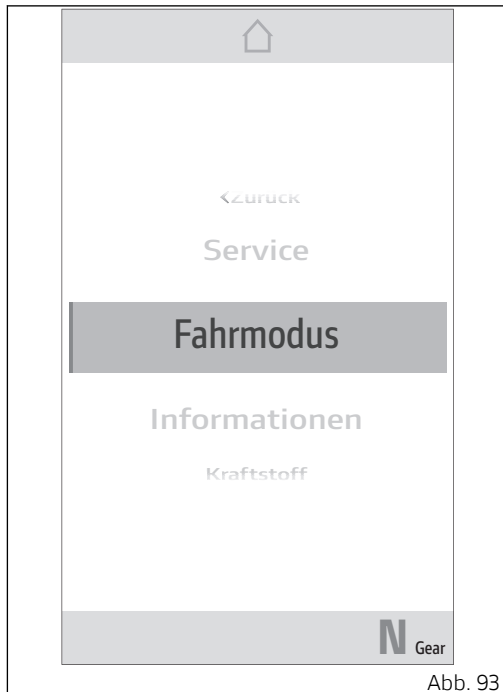 <Zurück
Service
Fahrmodus
Informationen
Kraftstoff
N Gear
Abb. 93